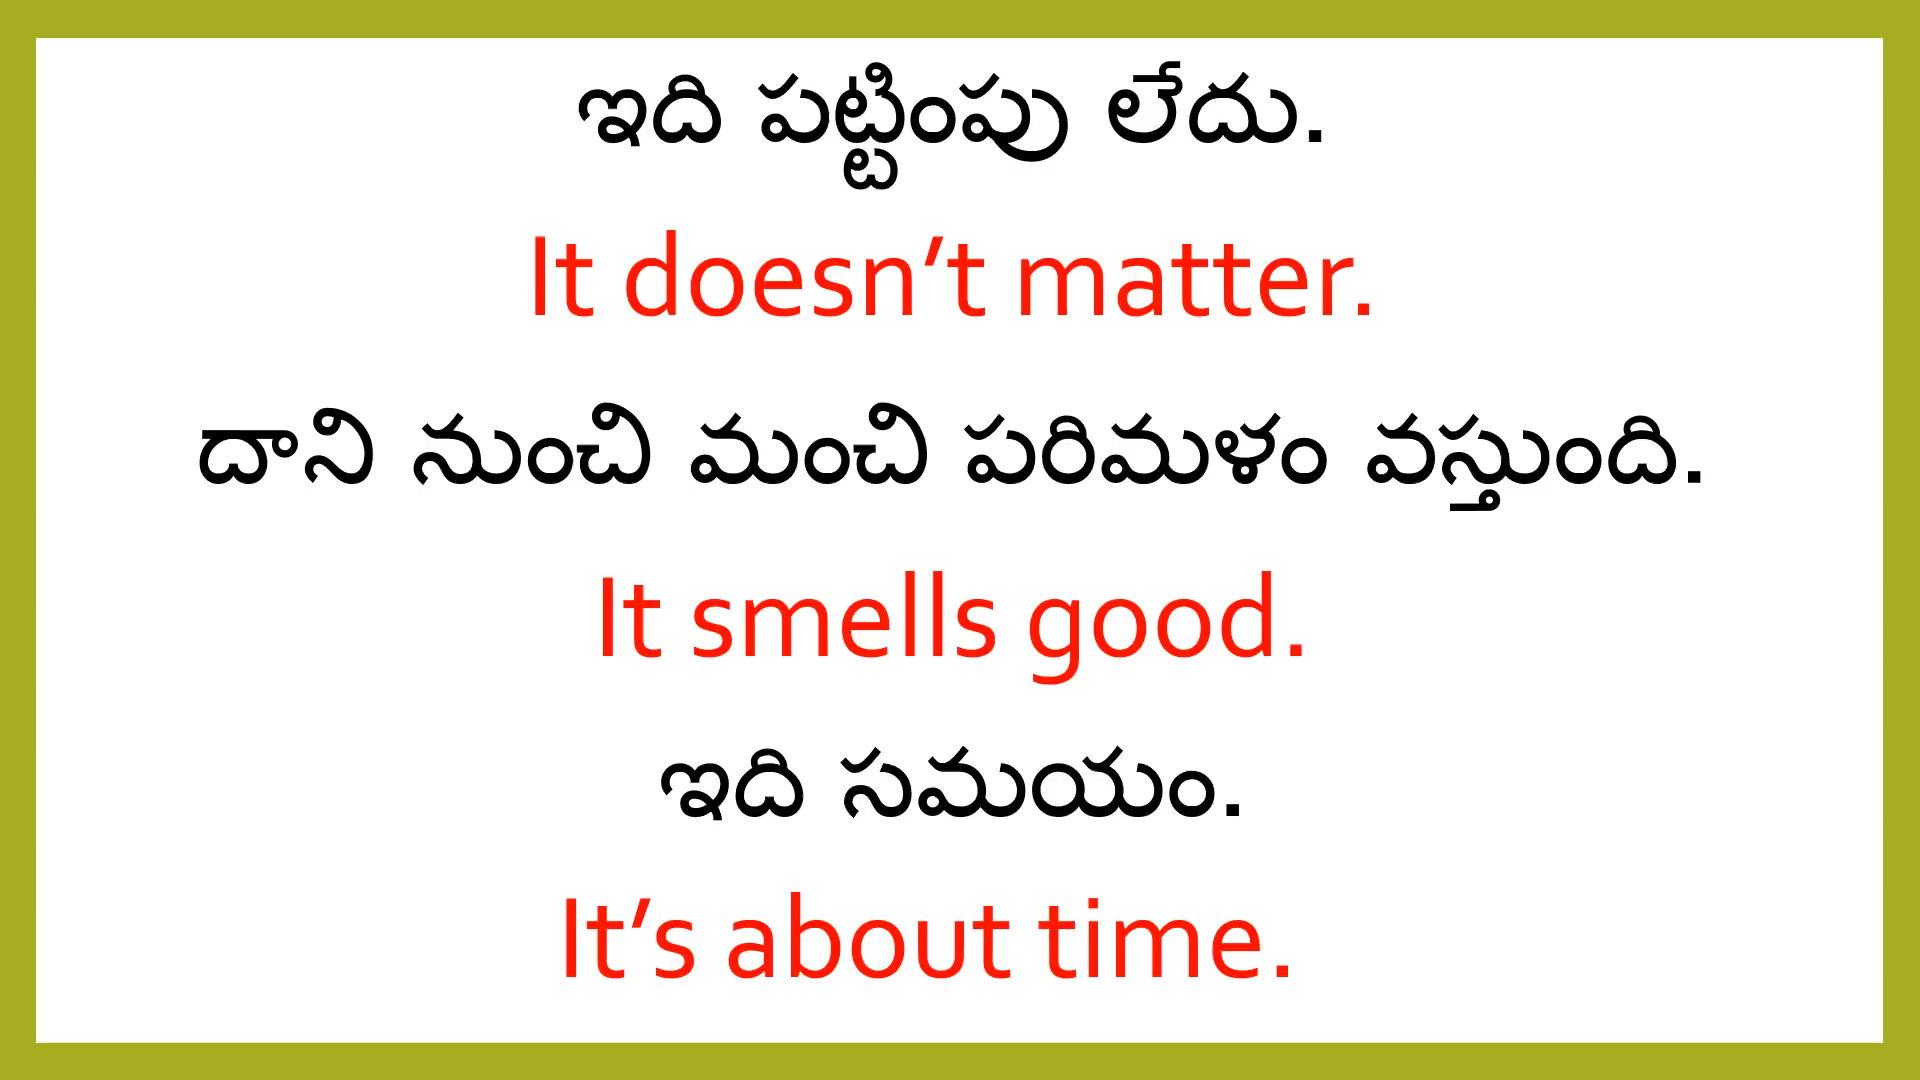 ఇది పట్టింపు లేదు.
It doesn’t matter.
దాని నుంచి మంచి పరిమళం వస్తుంది.
It smells good.
ఇది సమయం.
It’s about time.